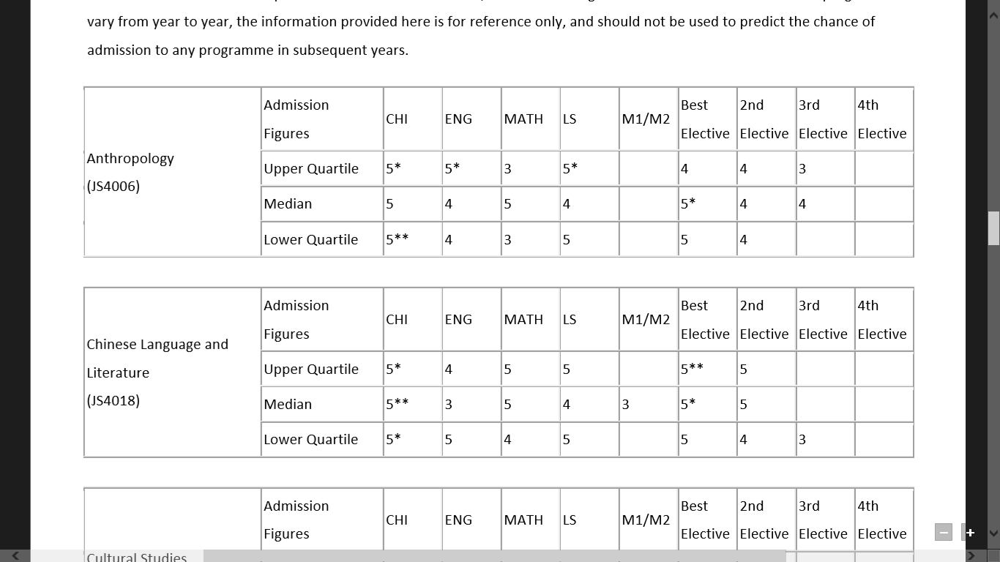 vary from year to year, the information provided here is for reference only, and should not be used to predict the chance of
admission to any programme in subsequent years.
Anthropology
(JS4006)
Admission Figures CHI ENG MATH LS M1/M2 Best Elective 2nd Elective 3rd Elective 4th Elective
Upper Quartile 5* 5* 3 5* 4 4 3
Median 5 4 5 4 5* 4 4
Lower Quartile 5** 4 3 5 5 4
Chinese Language and
Literature
(JS4018)
Admission Figures CHI ENG MATH LS M1/M2 Best Elective 2nd Elective 3rd Elective 4th Elective
Upper Quartile 5* 4 5 5 5** 5
Median 5** 3 5 4 3 5* 5
Lower Quartile 5* 5 4 5 5 4 3
Admission Figures CHI ENG MATH LS M1/M2 Best Elective 2nd Elective 3rd Elective 4th Elective
Cultural Studies